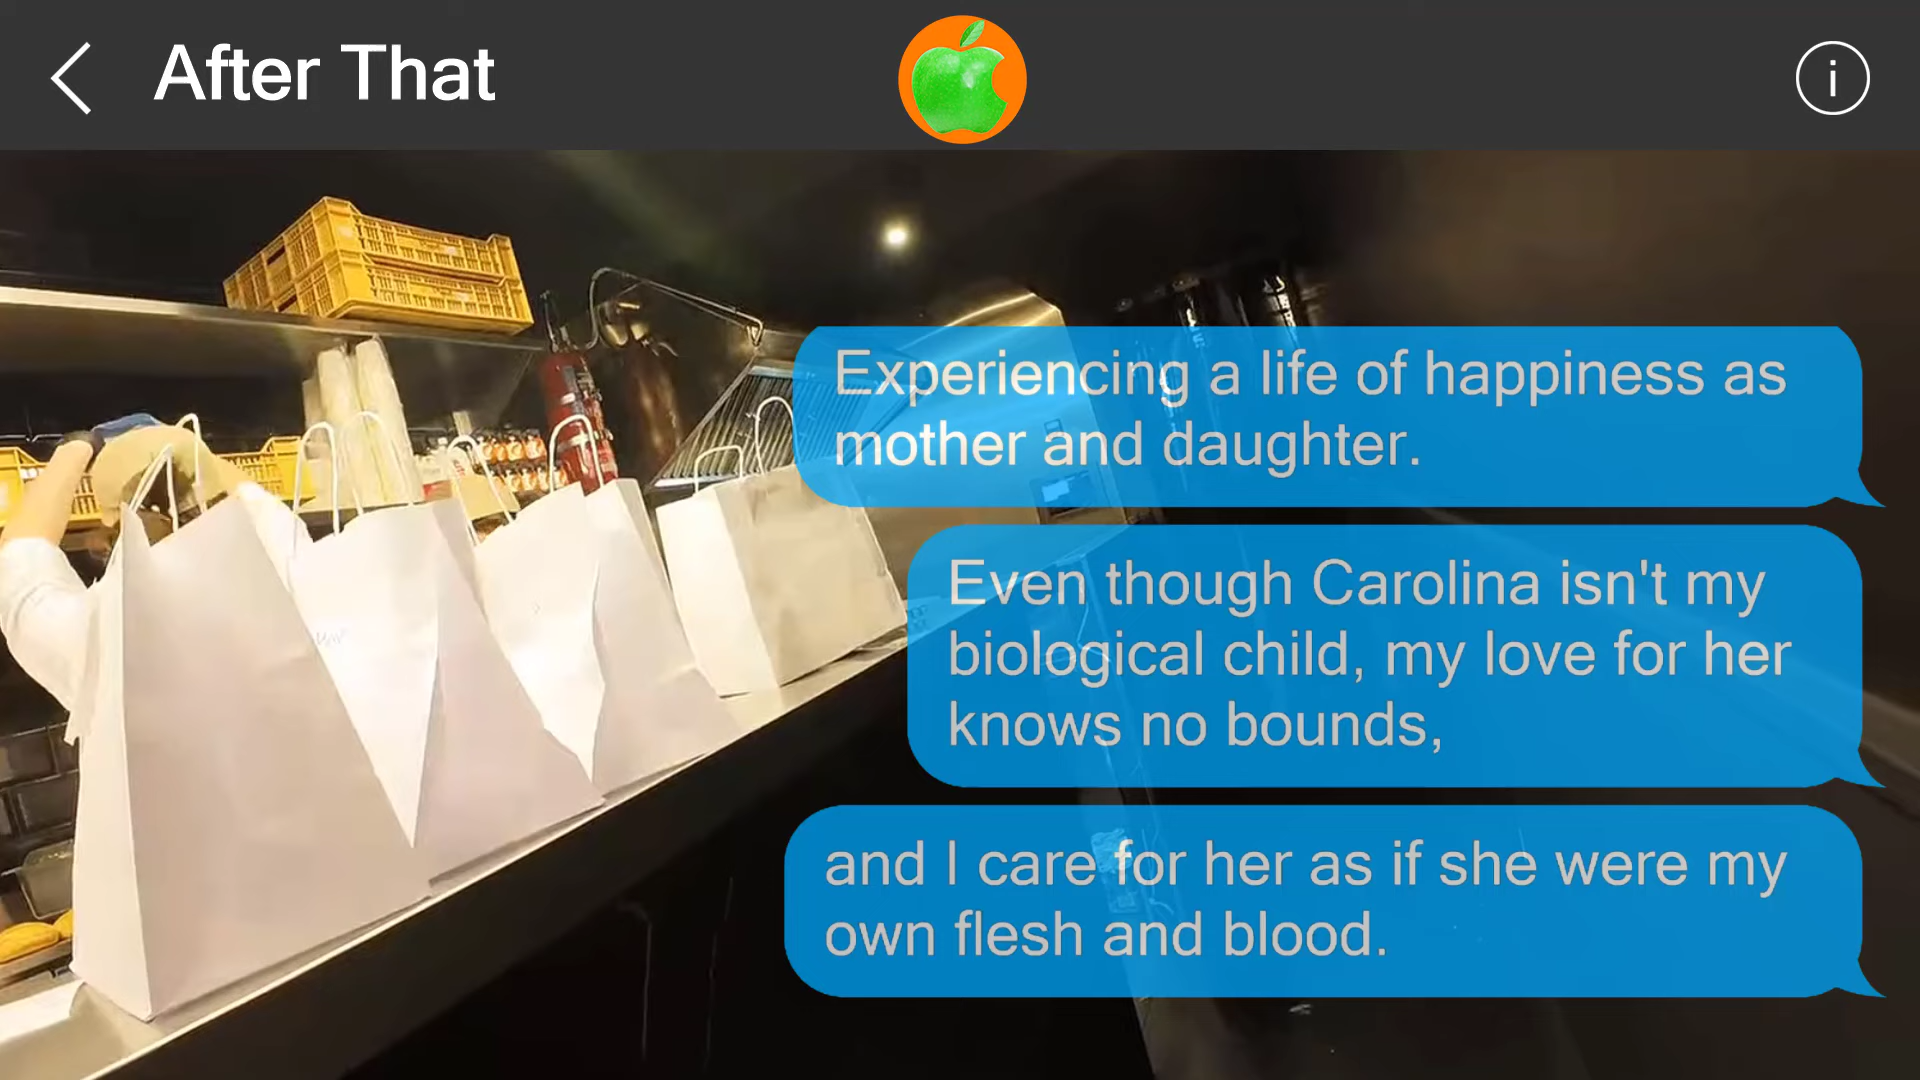 After That
i
Experiencing a life of happiness as
mother and daughter.
Even though Carolina isn't my
biological child, my love for her
knows no bounds,
and I care for her as if she were my
own flesh and blood.